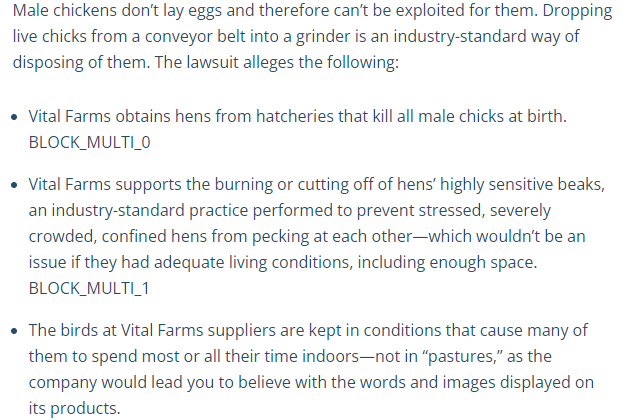 Male chickens don’t lay eggs and therefore can’t be exploited for them. Dropping
live chicks from a conveyor belt into a grinder is an industry-standard way of
disposing of them. The lawsuit alleges the following:
• Vital Farms obtains hens from hatcheries that kill all male chicks at birth.
BLOCK_MULTI_0
• Vital Farms supports the burning or cutting off of hens’ highly sensitive beaks,
an industry-standard practice performed to prevent stressed, severely
crowded, confined hens from pecking at each other—which wouldn’t be an
issue if they had adequate living conditions, including enough space.
BLOCK_MULTI_1
• The birds at Vital Farms suppliers are kept in conditions that cause many of
them to spend most or all their time indoors—not in “pastures,” as the
company would lead you to believe with the words and images displayed on
its products.